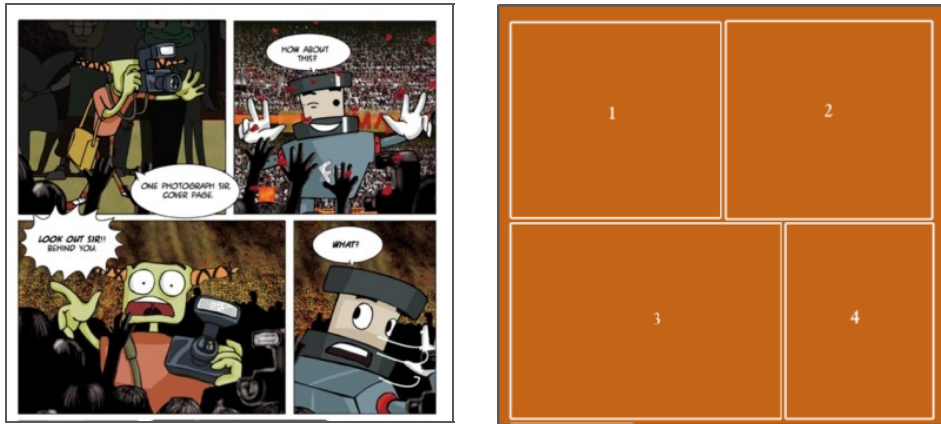 ONE PHOTOGRAPH SIR.
COVER PAGE.
HOW ABOUT
THIS?
LOOK OUT SIR!!
BEHIND YOU.
WHAT?
1
2
3
4